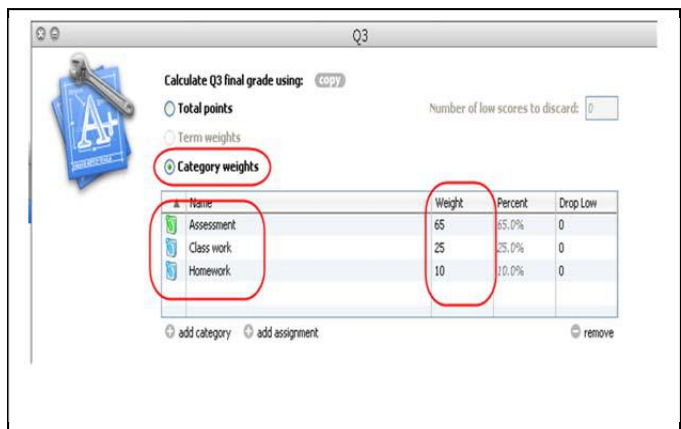 Q3
Calculate Q3 final grade using: copy
Total points Number of low scores to discard: 0
Term weights
Category weights
Name Weight Percent Drop Low
Assessment 65 65.0% 0
Class work 25 25.0% 0
Homework 10 10.0% 0
add category add assignment remove
A+